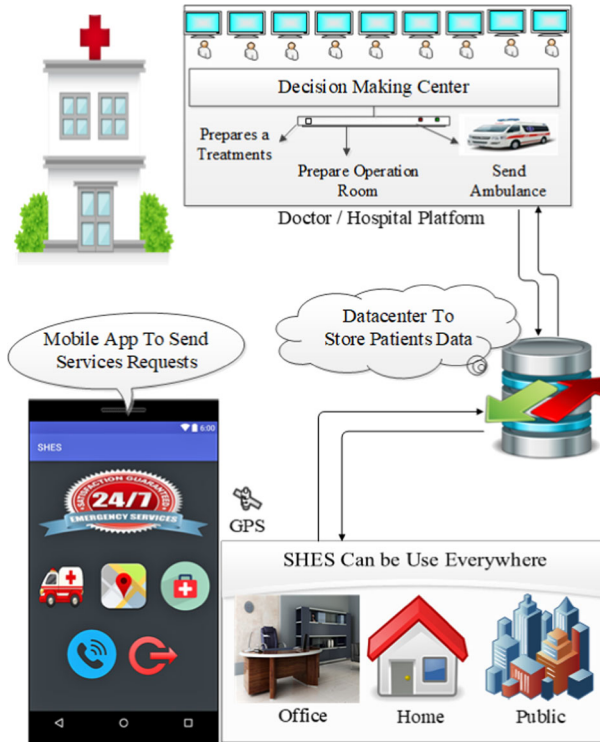 Decision Making Center
Prepares a
Treatments
Prepare Operation
Room
Send
Ambulance
Doctor / Hospital Platform
Datacenter To
Store Patients Data
Mobile App To Send
Services Requests
6:00
SHES
SATISFACTION GUARANTEED
24/7
EMERGENCY SERVICES
GPS
SHES Can be Use Everywhere
Office
Home
Public